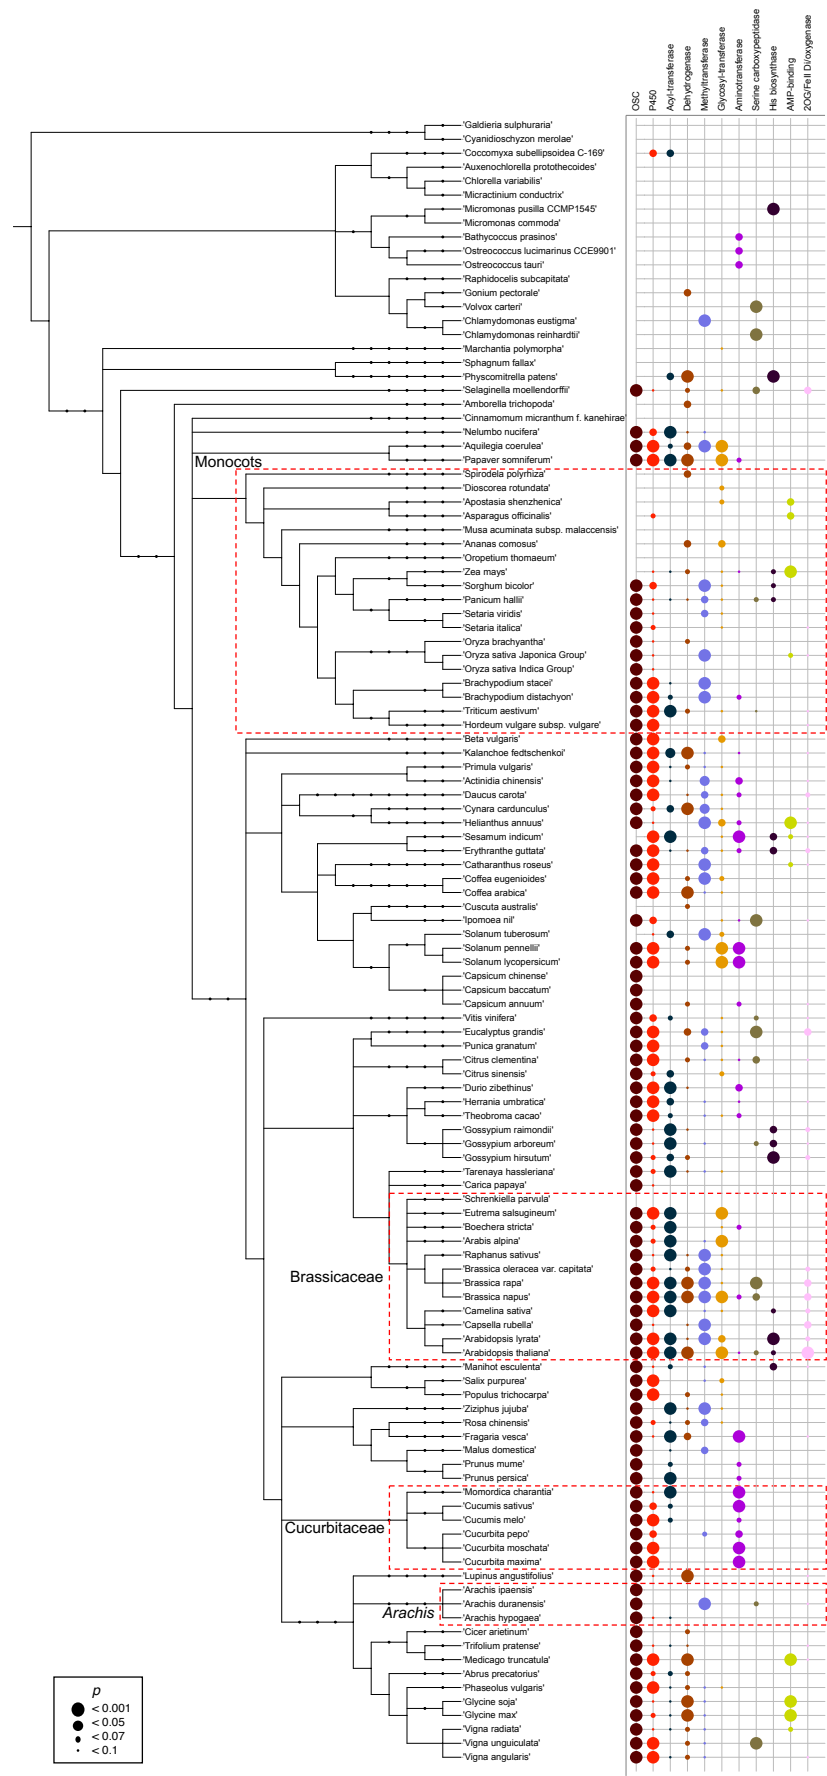 OSC
P450
Acyl-transferase
Dehydrogenase
Methyltransferase
Glycosyl-transferase
Aminotransferase
Serine carboxypeptidase
His biosynthase
AMP-binding
2OG/FeII Di/oxygenase
'Galdieria sulphuraria'
'Cyanidioschyzon merolae'
'Coccomyxa subellipsoidea C-169'
'Auxenochlorella protothecoides'
'Chlorella variabilis'
'Micractinium conductrix'
'Micromonas pusilla CCMP1545'
'Micromonas commoda'
'Bathycoccus prasinos'
'Ostreococcus lucimarinus CCE9901'
'Ostreococcus tauri'
'Raphidocelis subcapitata'
'Gonium pectorale'
'Volvox carteri'
'Chlamydomonas eustigma'
'Chlamydomonas reinhardtii'
'Marchantia polymorpha'
'Sphagnum fallax'
'Physcomitrella patens'
'Selaginella moellendorffii'
'Amborella trichopoda'
'Cinnamomum micranthum f. kanehirae'
'Nelumbo nucifera'
'Aquilegia coerulea'
'Papaver somniferum'
Monocots
'Spirodela polyrhiza'
'Dioscorea rotundata'
'Apostasia shenzhenica'
'Asparagus officinalis'
'Musa acuminata subsp. malaccensis'
'Ananas comosus'
'Oropetium thomaeum'
'Zea mays'
'Sorghum bicolor'
'Panicum hallii'
'Setaria viridis'
'Setaria italica'
'Oryza brachyantha'
'Oryza sativa Japonica Group'
'Oryza sativa Indica Group'
'Brachypodium stacei'
'Brachypodium distachyon'
'Triticum aestivum'
'Hordeum vulgare subsp. vulgare'
'Beta vulgaris'
'Kalanchoe fedtschenkoi'
'Primula vulgaris'
'Actinidia chinensis'
'Daucus carota'
'Cynara cardunculus'
'Helianthus annuus'
'Sesamum indicum'
'Erythranthe guttata'
'Catharanthus roseus'
'Coffea eugenioides'
'Coffea arabica'
'Cuscuta australis'
'Ipomoea nil'
'Solanum tuberosum'
'Solanum pennellii'
'Solanum lycopersicum'
'Capsicum chinense'
'Capsicum baccatum'
'Capsicum annuum'
'Vitis vinifera'
'Eucalyptus grandis'
'Punica granatum'
'Citrus clementina'
'Citrus sinensis'
'Durio zibethinus'
'Herrania umbratica'
'Theobroma cacao'
'Gossypium raimondii'
'Gossypium arboreum'
'Gossypium hirsutum'
'Tarenaya hassleriana'
'Carica papaya'
'Schrenkiella parvula'
'Eutrema salsugineum'
'Boechera stricta'
'Arabis alpina'
'Raphanus sativus'
Brassicaceae
'Brassica oleracea var. capitata'
'Brassica rapa'
'Brassica napus'
'Camelina sativa'
'Capsella rubella'
'Arabidopsis lyrata'
'Arabidopsis thaliana'
'Manihot esculenta'
'Salix purpurea'
'Populus trichocarpa'
'Ziziphus jujuba'
'Rosa chinensis'
'Fragaria vesca'
'Malus domestica'
'Prunus mume'
'Prunus persica'
'Momordica charantia'
'Cucumis sativus'
'Cucumis melo'
Cucurbitaceae
'Cucurbita pepo'
'Cucurbita moschata'
'Cucurbita maxima'
'Lupinus angustifolius'
'Arachis ipaensis'
'Arachis duranensis'
Arachis
'Arachis hypogaea'
'Cicer arietinum'
'Trifolium pratense'
'Medicago truncatula'
'Abrus precatorius'
'Phaseolus vulgaris'
'Glycine soja'
'Glycine max'
'Vigna radiata'
'Vigna unguiculata'
'Vigna angularis'
p
< 0.001
< 0.05
< 0.07
< 0.1